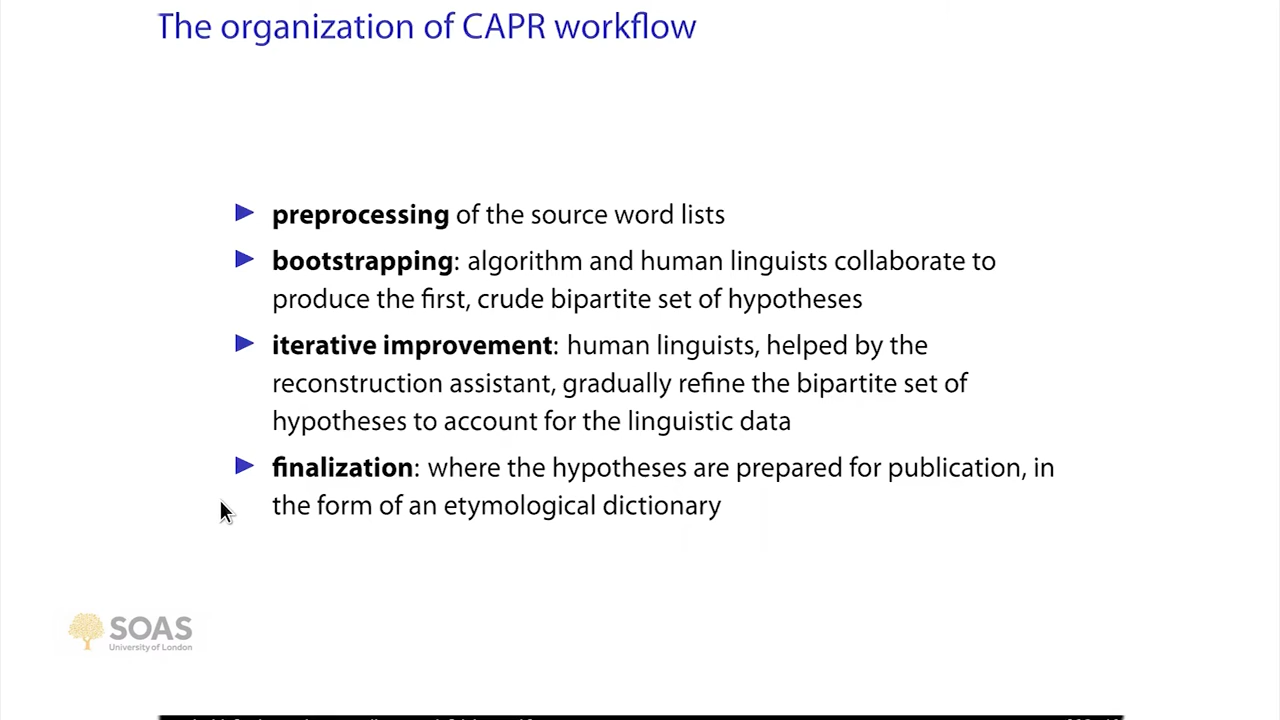 The organization of CAPR workflow
preprocessing of the source word lists
bootstrapping: algorithm and human linguists collaborate to
produce the first, crude bipartite set of hypotheses
iterative improvement: human linguists, helped by the
reconstruction assistant, gradually refine the bipartite set of
hypotheses to account for the linguistic data
finalization: where the hypotheses are prepared for publication, in
the form of an etymological dictionary
SOAS
University of London